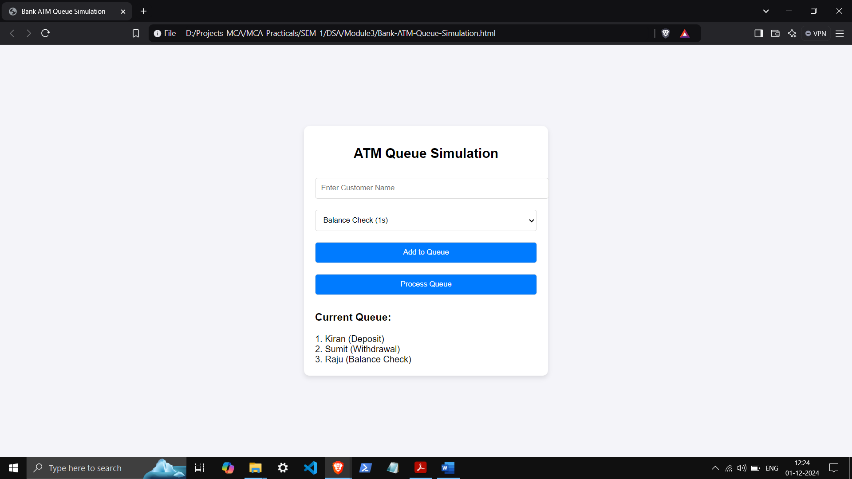 Bank ATM Queue Simulation
File D:/Projects MCA/MCA Practicals/SEM 1/DSA/Module3/Bank-ATM-Queue-Simulation.html
VPN
ATM Queue Simulation
Enter Customer Name
Balance Check (1s)
Add to Queue
Process Queue
Current Queue:
1. Kiran (Deposit)
2. Sumit (Withdrawal)
3. Raju (Balance Check)
Type here to search
ENG
12:24
01-12-2024